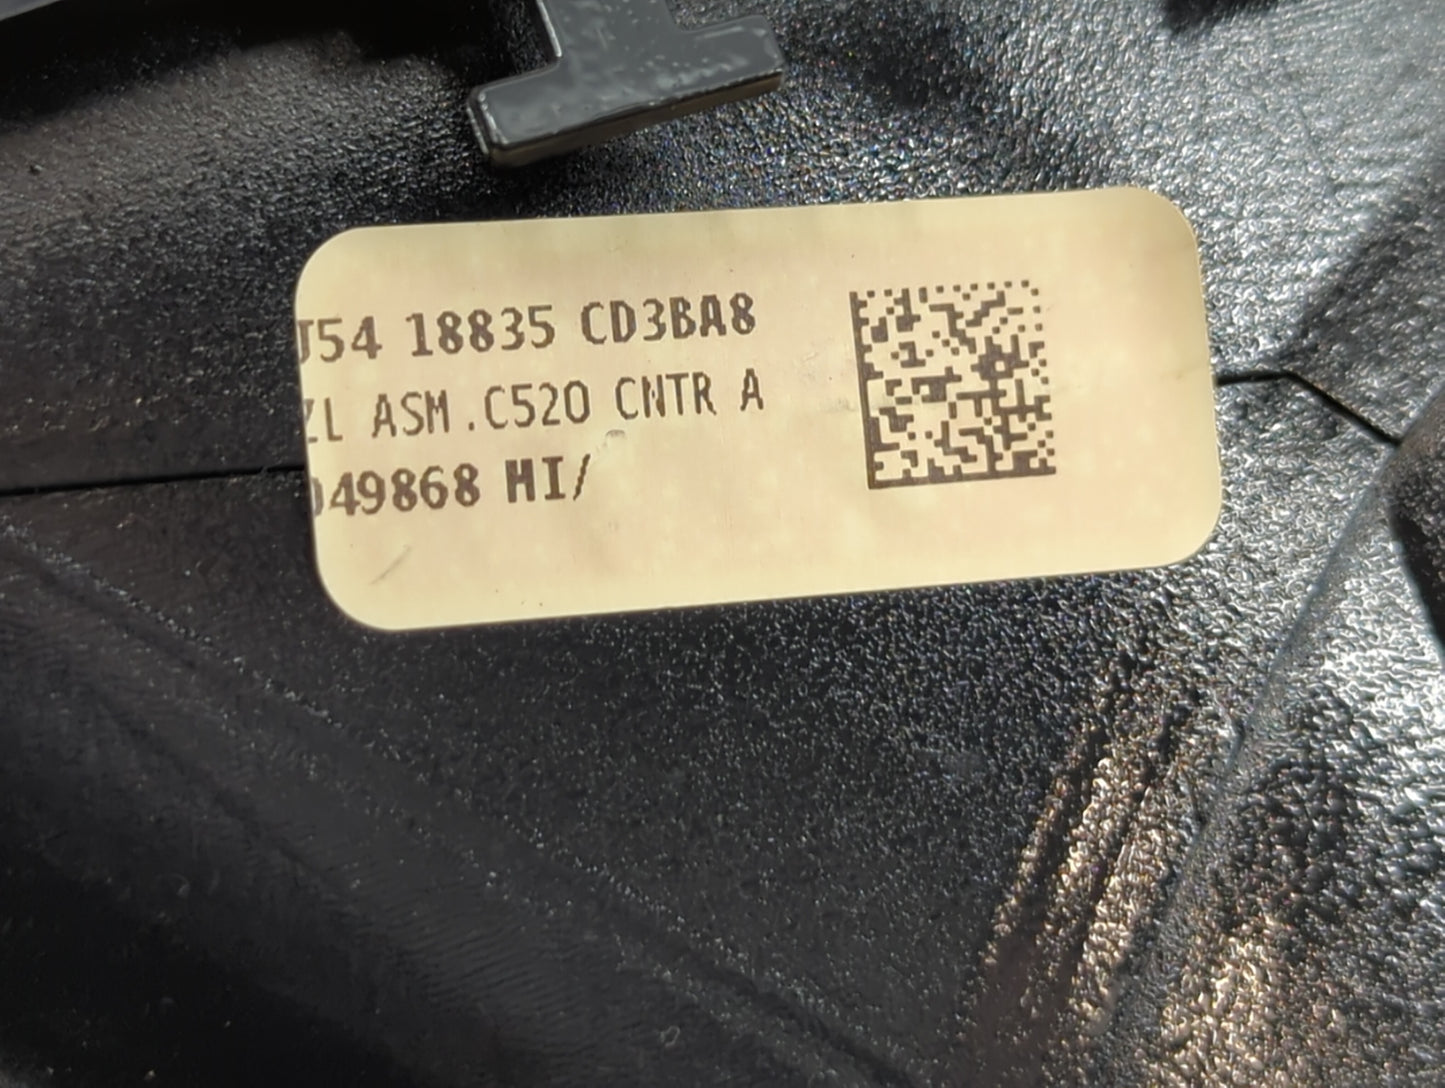 J54 18835 CD3BA8
ZL ASM.C520 CNTR A
049868 MI/